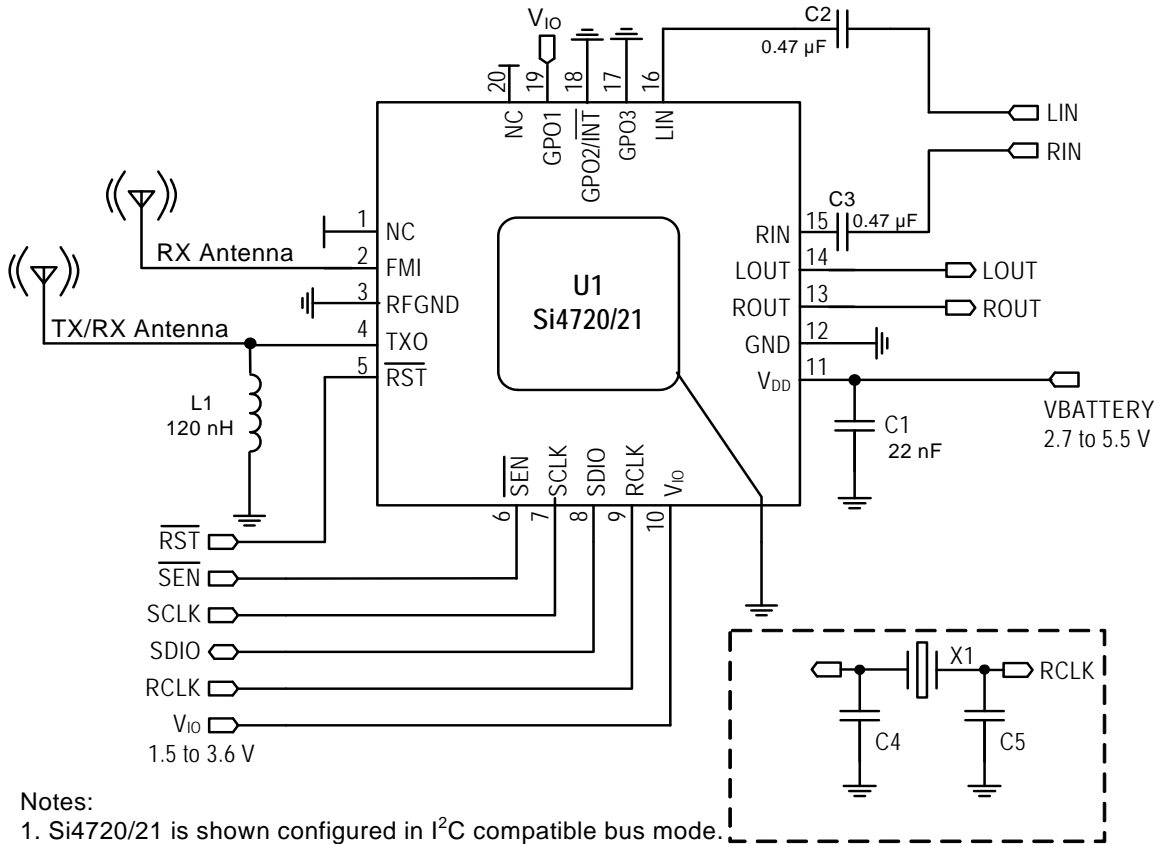 V_IO
C2
0.47 µF
20
19
18
17
16
NC
GPO1
GPO2/INT
GPO3
LIN
LIN
RIN
C3
0.47 µF
1
NC
15
RIN
RX Antenna
2
FMI
14
LOUT
LOUT
3
RFGND
13
ROUT
ROUT
U1
Si4720/21
TX/RX Antenna
4
TXO
12
GND
5
RST
11
V_DD
L1
120 nH
C1
22 nF
VBATTERY
2.7 to 5.5 V
SEN
SCLK
SDIO
RCLK
V_IO
6
7
8
9
10
RST
SEN
SCLK
SDIO
RCLK
V_IO
1.5 to 3.6 V
X1
RCLK
C4
C5
Notes:
1. Si4720/21 is shown configured in I²C compatible bus mode.